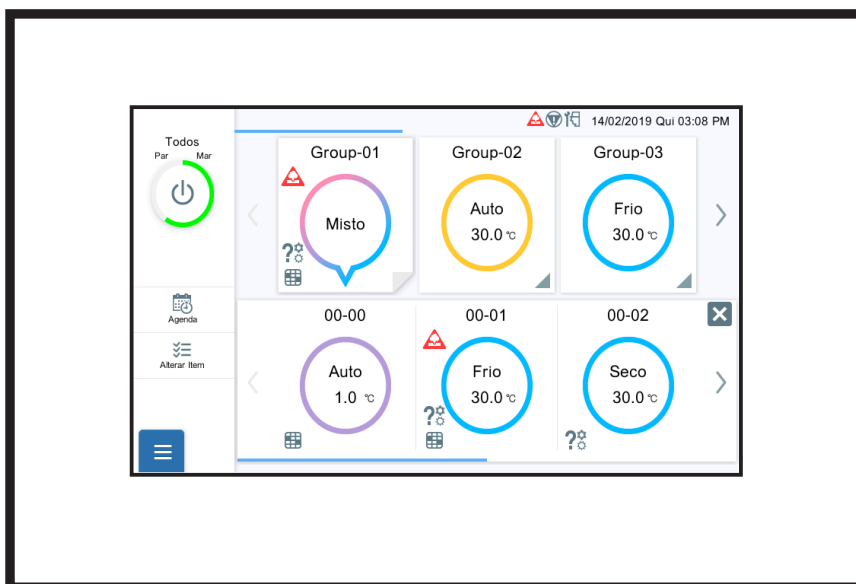 14/02/2019 Qui 03:08 PM
Todos
Par Mar
Agenda
Alterar Item
Group-01
Misto
Group-02
Auto
30.0 ℃
Group-03
Frio
30.0 ℃
00-00
Auto
1.0 ℃
00-01
Frio
30.0 ℃
00-02
Seco
30.0 ℃